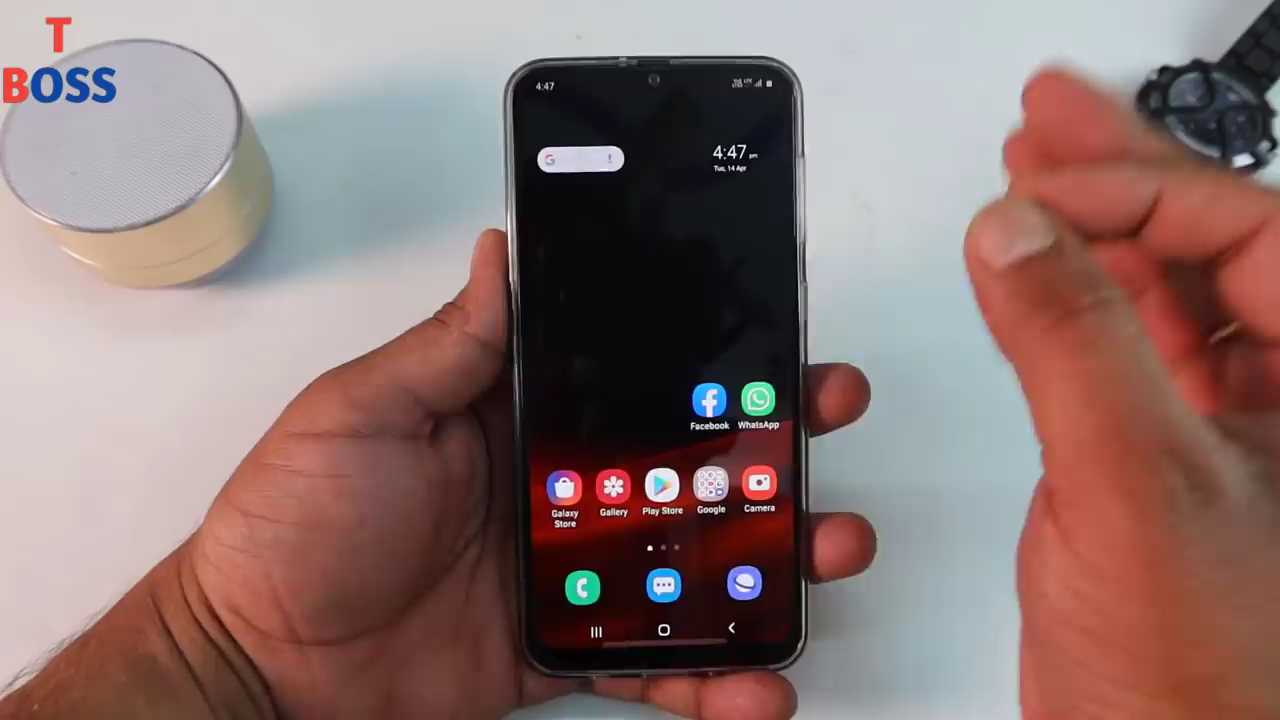 T
BOSS
4:47
4:47 pm
Tue, 14 Apr
Facebook
WhatsApp
Galaxy
Store
Gallery
Play Store
Google
Camera